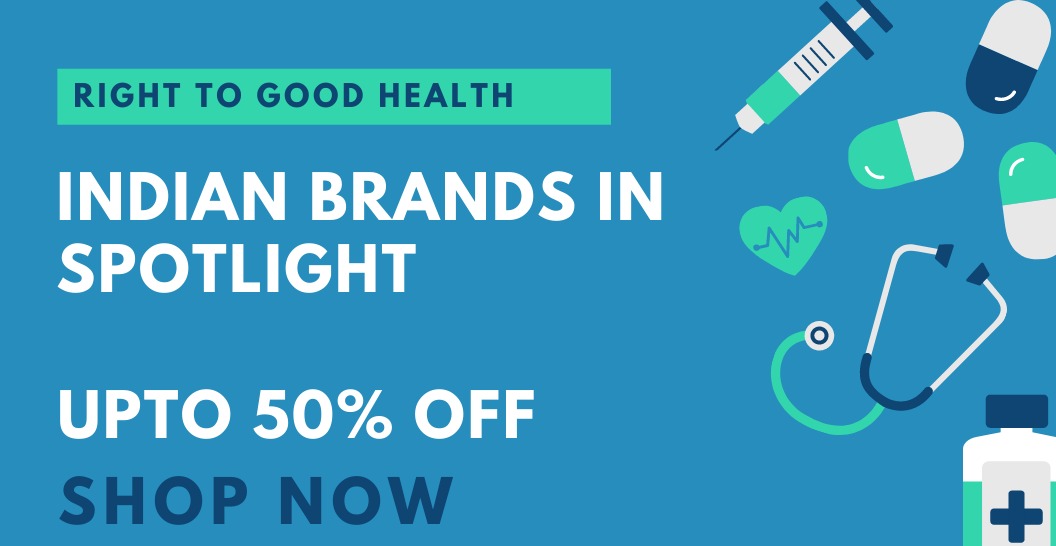 RIGHT TO GOOD HEALTH
INDIAN BRANDS IN
SPOTLIGHT
UPTO 50% OFF
SHOP NOW